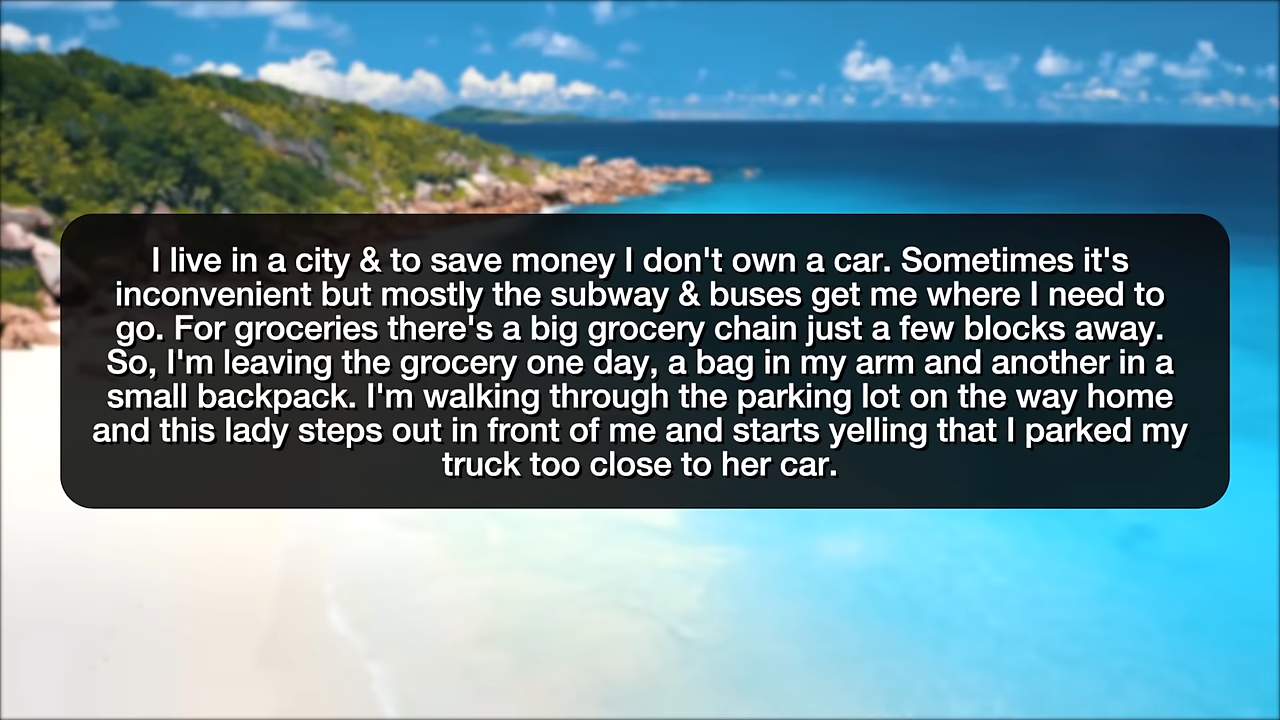 I live in a city & to save money I don't own a car. Sometimes it's
inconvenient but mostly the subway & buses get me where I need to
go. For groceries there's a big grocery chain just a few blocks away.
So, I'm leaving the grocery one day, a bag in my arm and another in a
small backpack. I'm walking through the parking lot on the way home
and this lady steps out in front of me and starts yelling that I parked my
truck too close to her car.